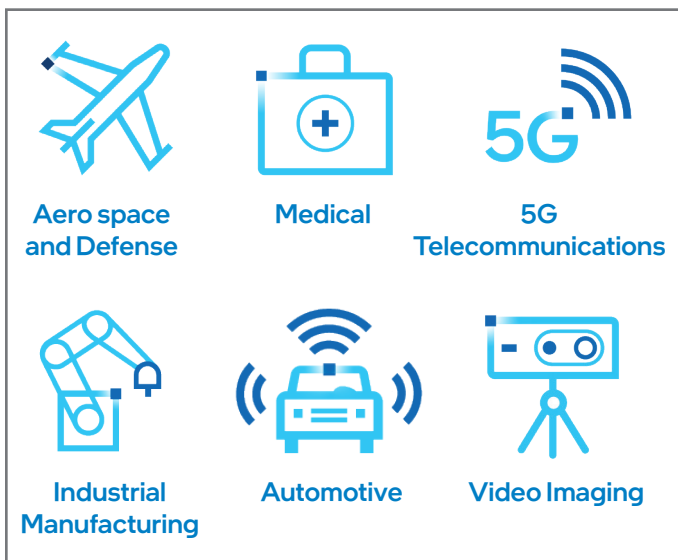 5G
Aero space
and Defense
Medical
5G
Telecommunications
Industrial
Manufacturing
Automotive
Video Imaging